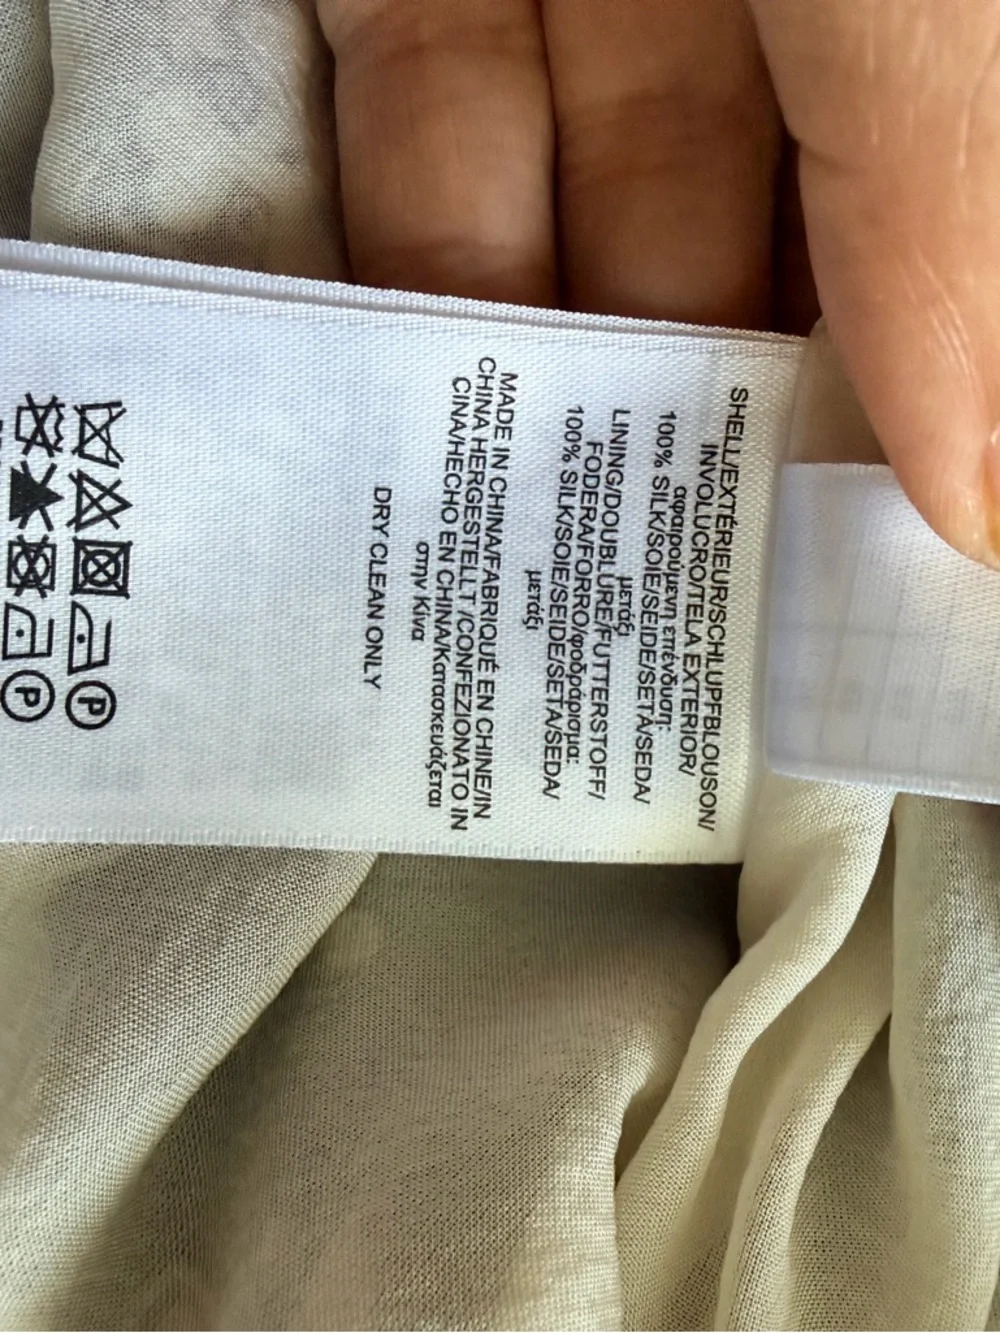 SHELL/EXTÉRIEUR/SCHLUPFBLOUSON/
INVOLUCRO/TELA EXTERIOR/
αφαιρούμενη επένδυση:
100% SILK/SOIE/SEIDE/SETA/SEDA/
μετάξι
LINING/DOUBLURE/FUTTERSTOFF/
FODERA/FORRO/φοδράρισμα:
100% SILK/SOIE/SEIDE/SETA/SEDA/
μετάξι
MADE IN CHINA/FABRIQUÉ EN CHINE/IN
CHINA HERGESTELLT /CONFEZIONATO IN
CINA/HECHO EN CHINA/Κατασκευάζεται
στην Κίνα
DRY CLEAN ONLY
P
P